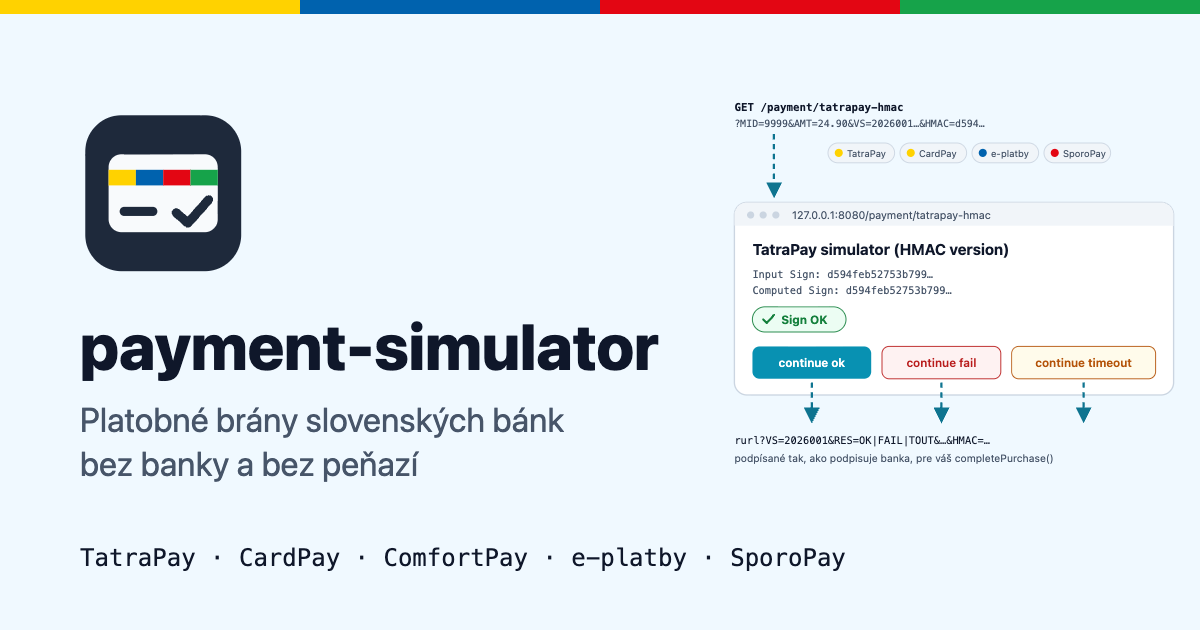 payment-simulator
Platobné brány slovenských bánk
bez banky a bez peňazí
TatraPay · CardPay · ComfortPay · e-platby · SporoPay
GET /payment/tatrapay-hmac
?MID=9999&AMT=24.90&VS=2026001…&HMAC=d594…
TatraPay
CardPay
e-platby
SporoPay
127.0.0.1:8080/payment/tatrapay-hmac
TatraPay simulator (HMAC version)
Input Sign: d594feb52753b799…
Computed Sign: d594feb52753b799…
Sign OK
continue ok
continue fail
continue timeout
rurl?VS=2026001&RES=OK|FAIL|TOUT&…&HMAC=…
podpísané tak, ako podpisuje banka, pre váš completePurchase()